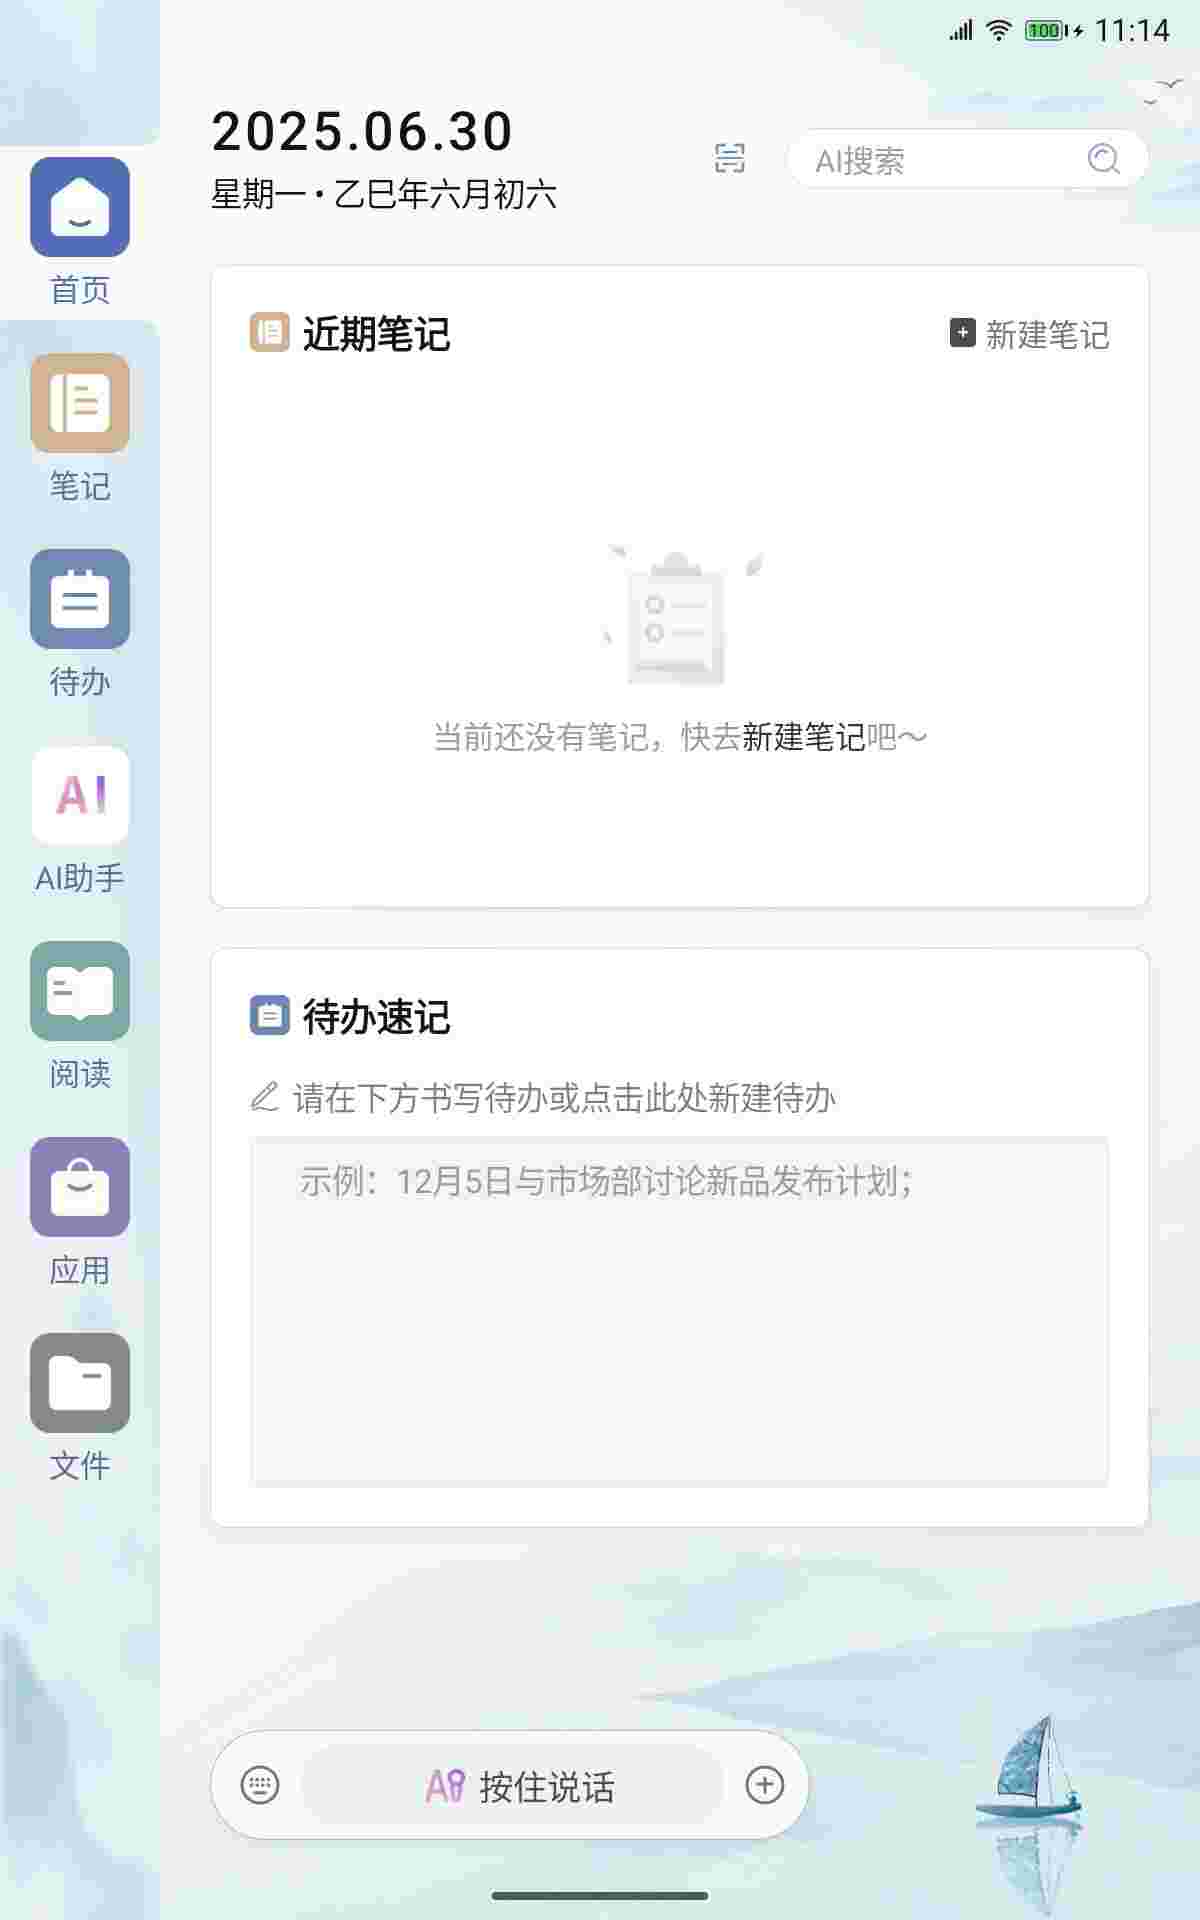 100 11:14
2025.06.30
星期一 • 乙巳年六月初六
AI搜索
首页
近期笔记
新建笔记
笔记
待办
当前还没有笔记，快去新建笔记吧～
AI
AI助手
待办速记
阅读
请在下方书写待办或点击此处新建待办
示例：12月5日与市场部讨论新品发布计划；
应用
文件
AI 按住说话